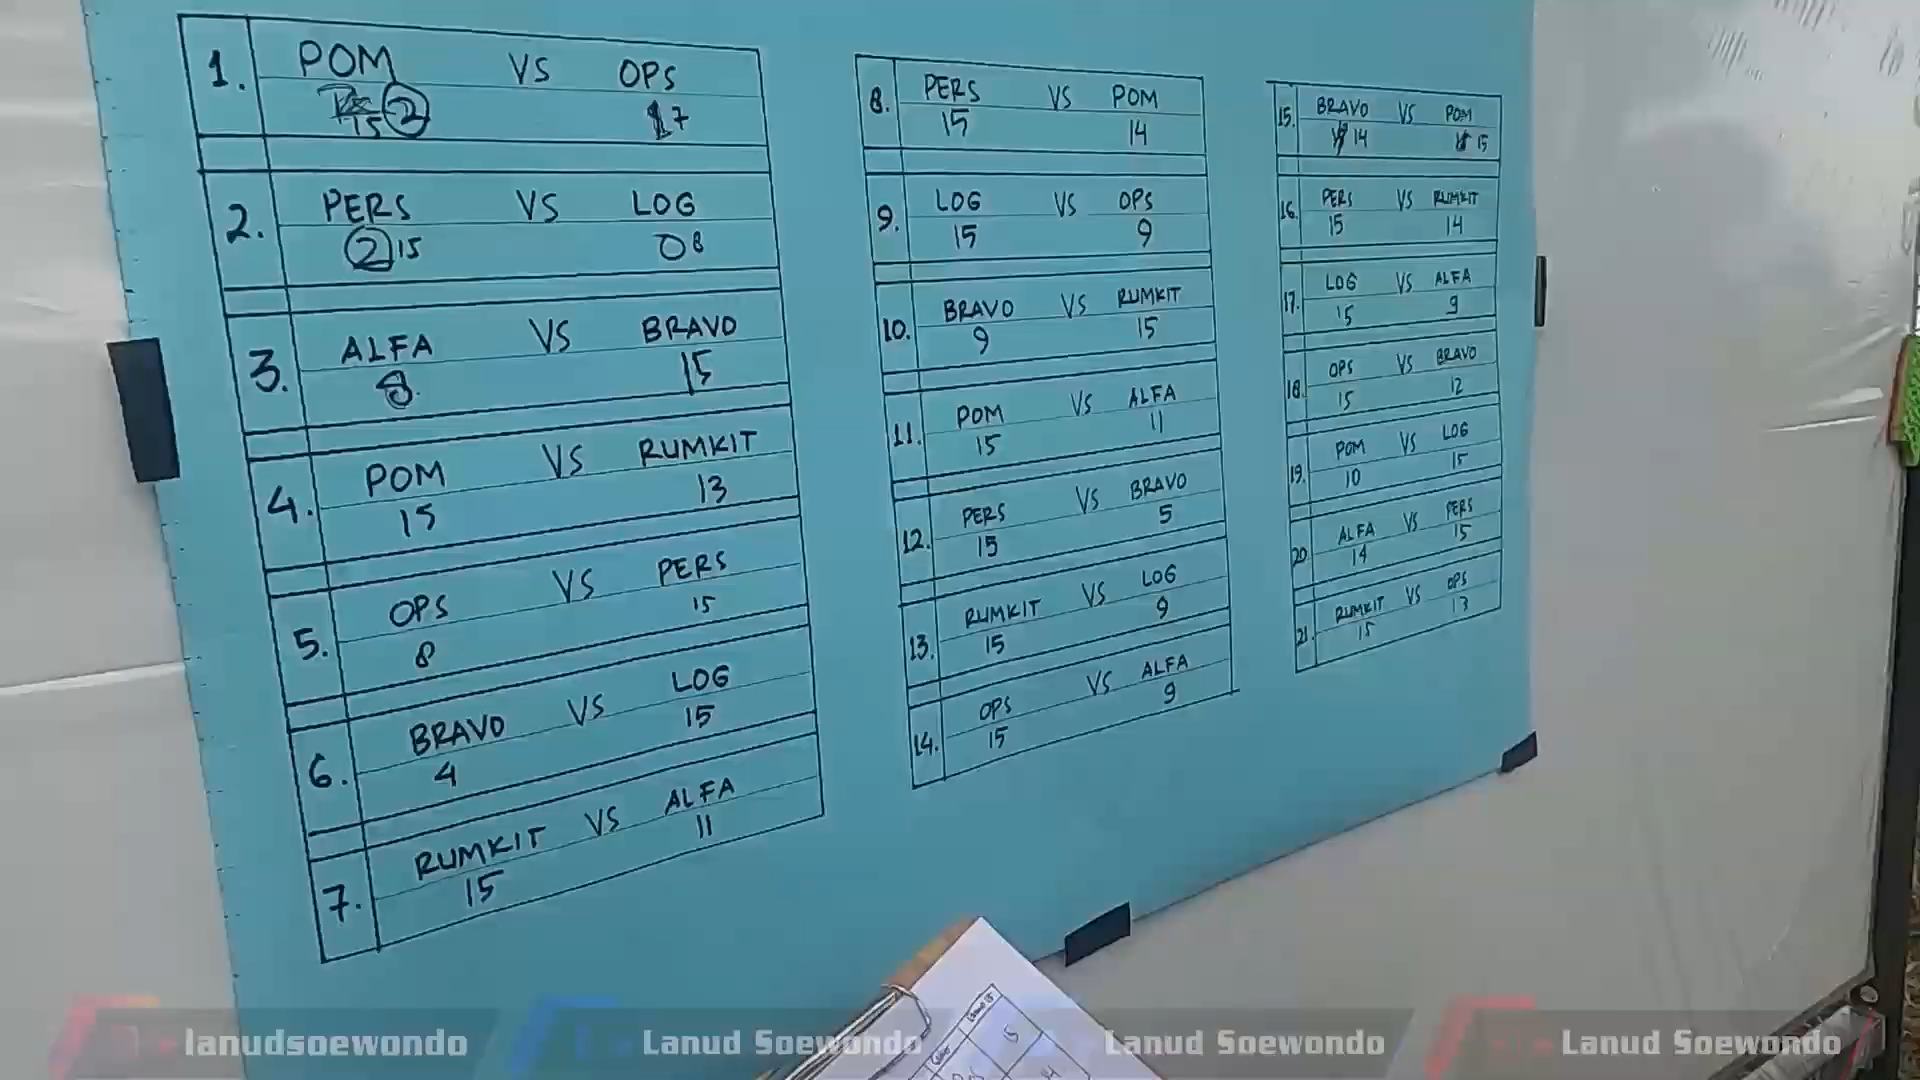 1. POM VS OPS
15 2 17
2. PERS VS LOG
2 15 0 8
3. ALFA VS BRAVO
8 15
4. POM VS RUMKIT
15 13
5. OPS VS PERS
8 15
6. BRAVO VS LOG
4 15
7. RUMKIT VS ALFA
15 11
8. PERS VS POM
15 14
9. LOG VS OPS
15 9
10. BRAVO VS RUMKIT
9 15
11. POM VS ALFA
15 11
12. PERS VS BRAVO
15 5
13. RUMKIT VS LOG
15 9
14. OPS VS ALFA
15 9
15. BRAVO VS POM
14 15
16. PERS VS RUMKIT
15 14
17. LOG VS ALFA
15 9
18. OPS VS BRAVO
15 12
19. POM VS LOG
10 15
20 ALFA VS PERS
14 15
21. RUMKIT VS OPS
15 13
lanudsoewondo
Lanud Soewondo
Lanud Soewondo
Lanud Soewondo